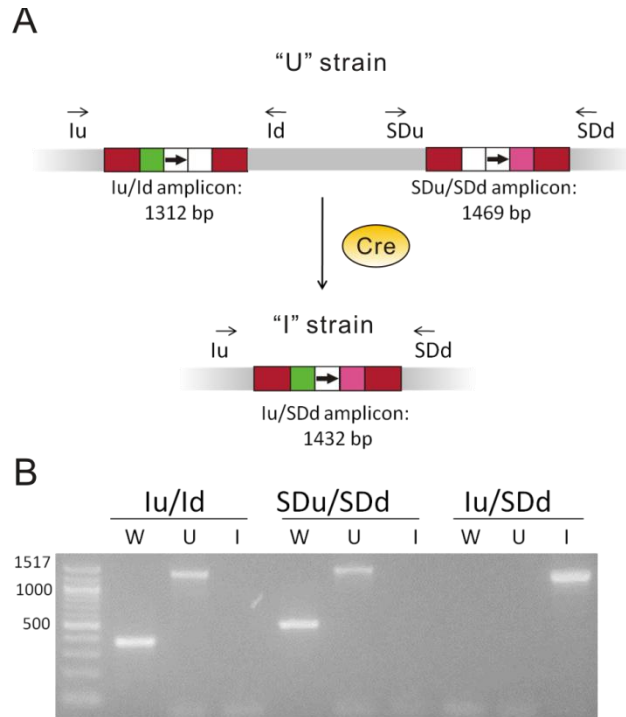 A
"U" strain
Iu Id SDu SDd
Iu/Id amplicon:
1312 bp
SDu/SDd amplicon:
1469 bp
Cre
"I" strain
Iu SDd
Iu/SDd amplicon:
1432 bp
B
Iu/Id SDu/SDd Iu/SDd
W U I W U I W U I
1517
1000
500